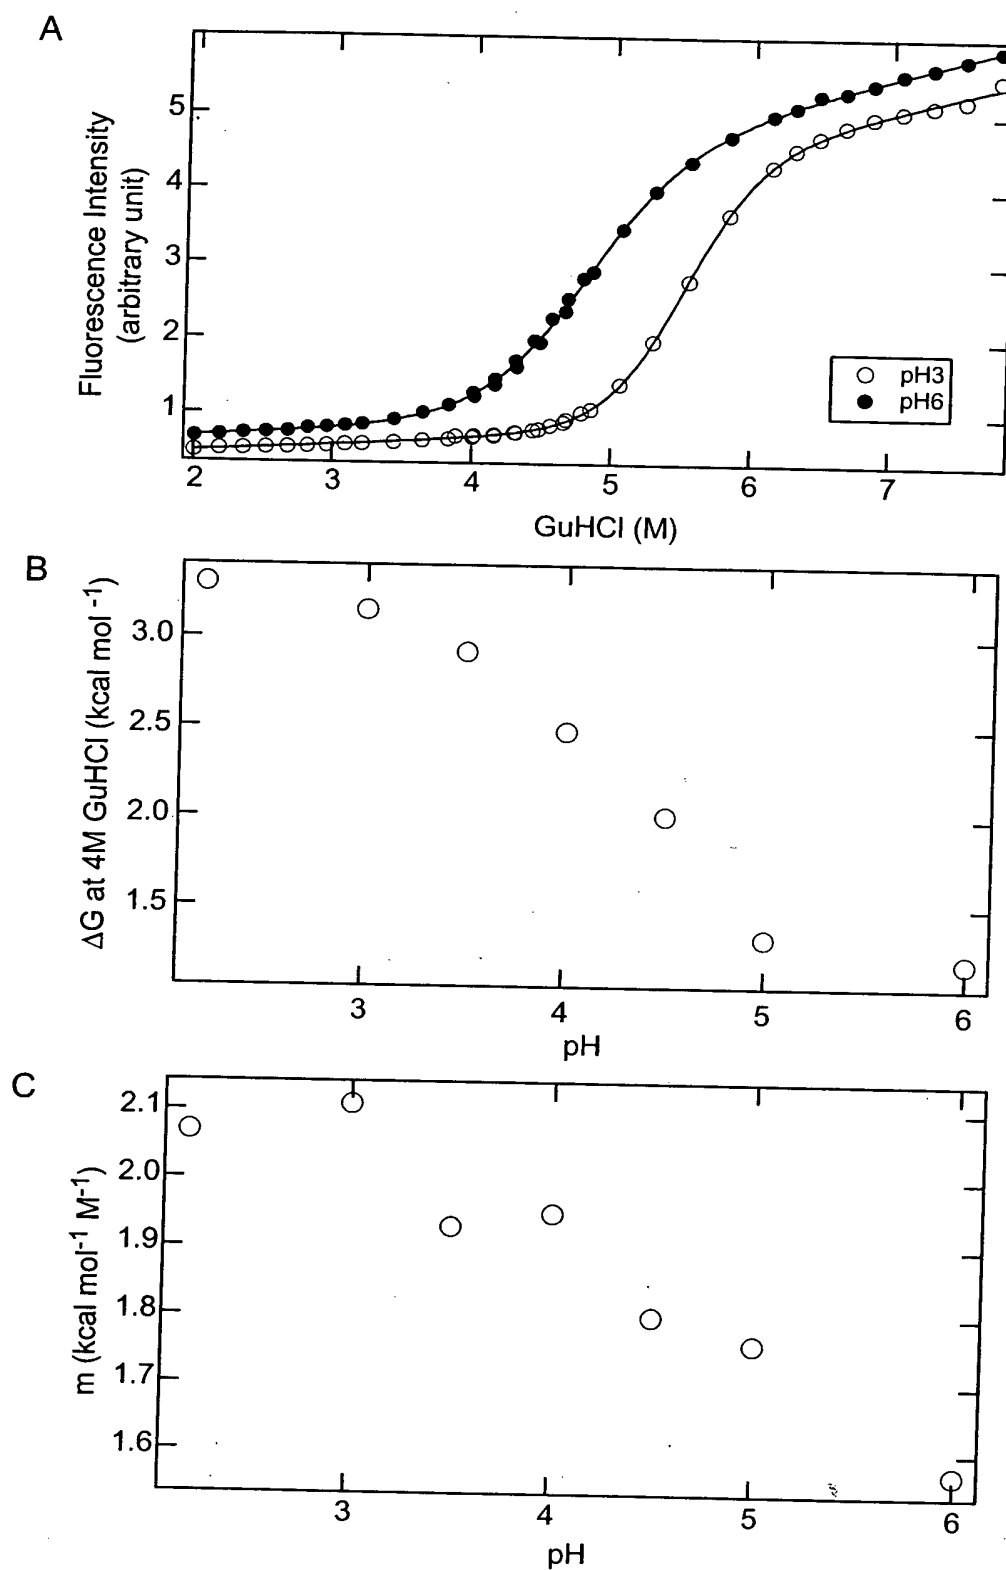 A
Fluorescence Intensity
(arbitrary unit)
5
4
3
2
1
2 3 4 5 6 7
GuHCl (M)
pH3
pH6
B
ΔG at 4M GuHCl (kcal mol -1)
3.0
2.5
2.0
1.5
3 4 5 6
pH
C
m (kcal mol-1 M-1)
2.1
2.0
1.9
1.8
1.7
1.6
3 4 5 6
pH